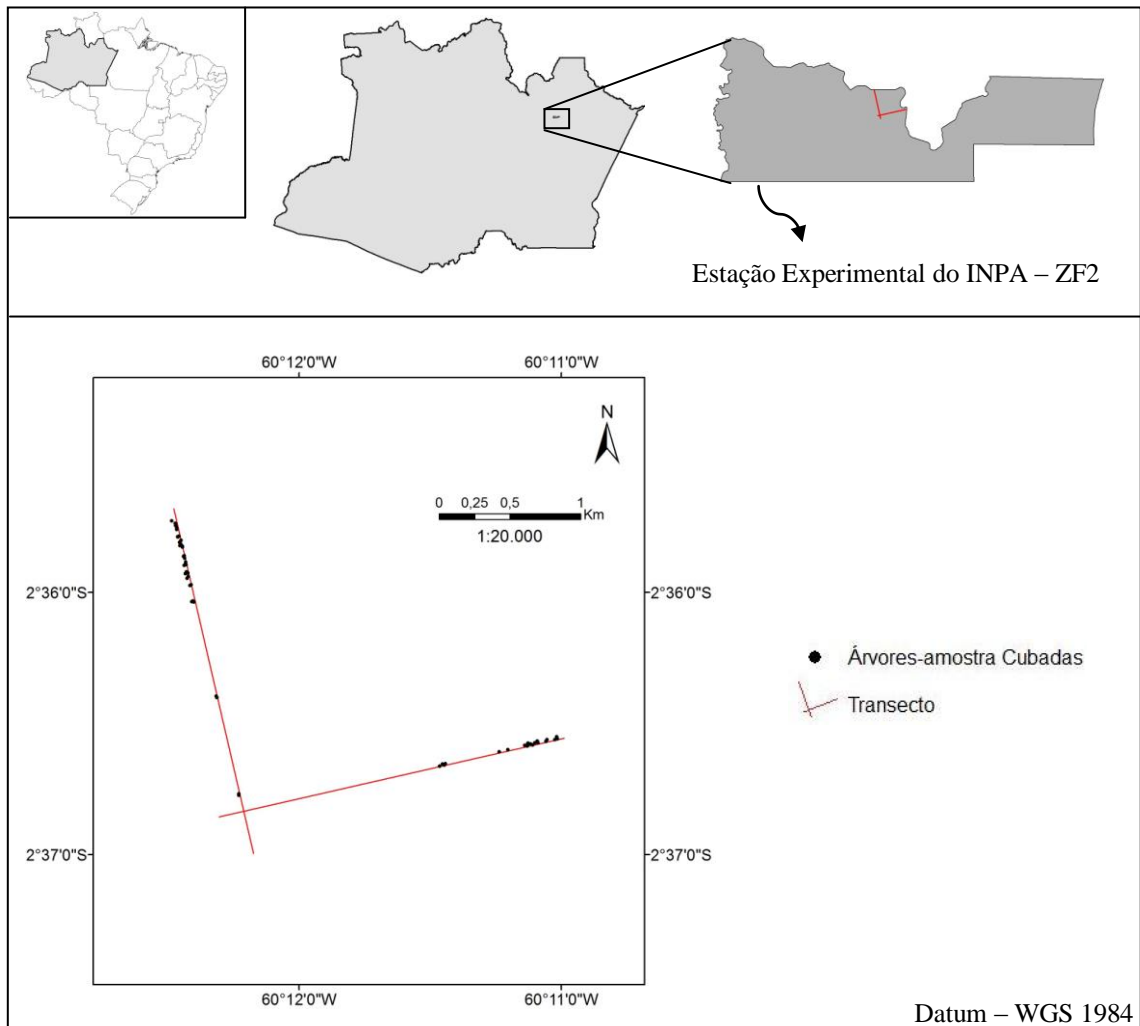 Estação Experimental do INPA – ZF2
60°12'0"W 60°11'0"W
N
0 0,25 0,5 1
Km
1:20.000
2°36'0"S 2°36'0"S
Árvores-amostra Cubadas
Transecto
2°37'0"S 2°37'0"S
60°12'0"W 60°11'0"W
Datum – WGS 1984